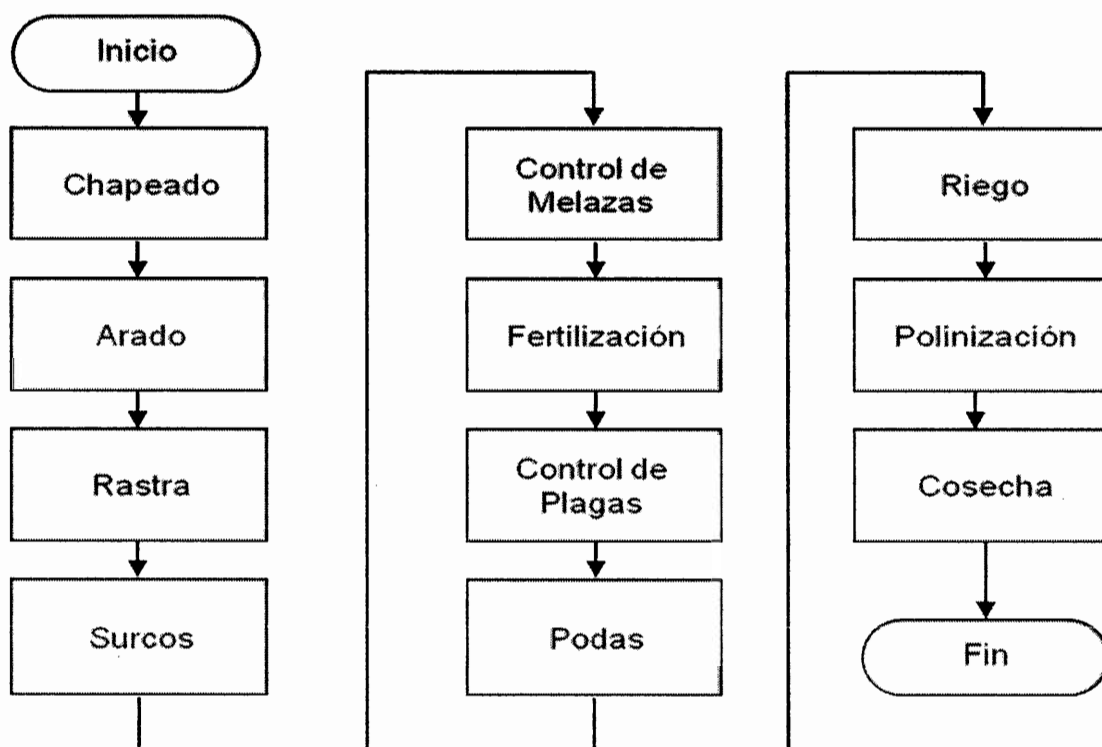 Inicio
Chapeado
Arado
Rastra
Surcos
Control de
Melazas
Fertilización
Control de
Plagas
Podas
Riego
Polinización
Cosecha
Fin